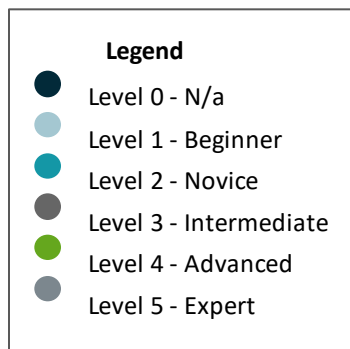 Legend
Level 0 - N/a
Level 1 - Beginner
Level 2 - Novice
Level 3 - Intermediate
Level 4 - Advanced
Level 5 - Expert